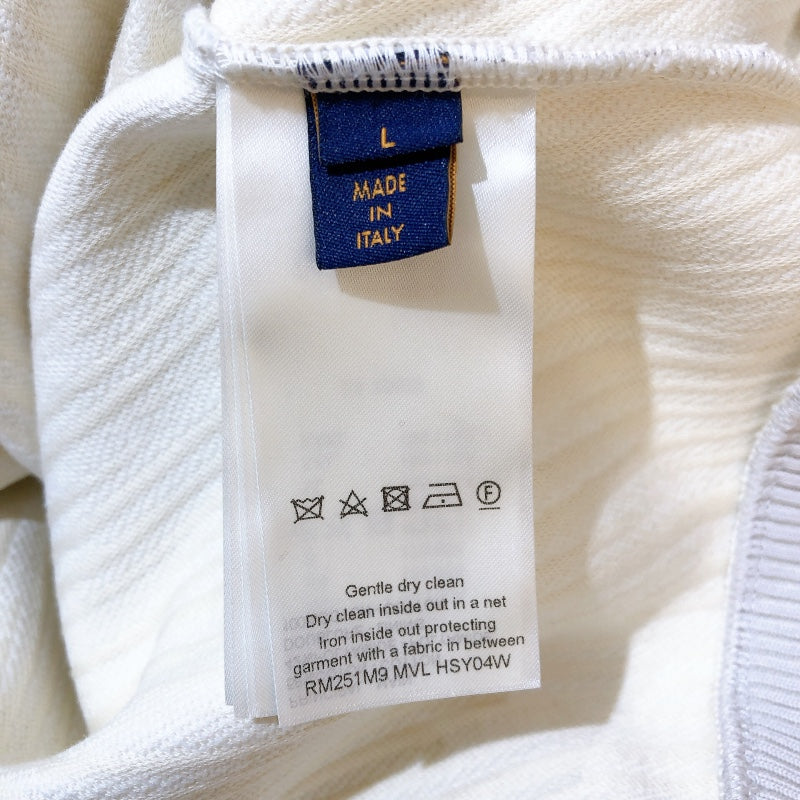 L
MADE
IN
ITALY
F
Gentle dry clean
Dry clean inside out in a net
Iron inside out protecting
garment with a fabric in between
RM251M9 MVL HSY04W